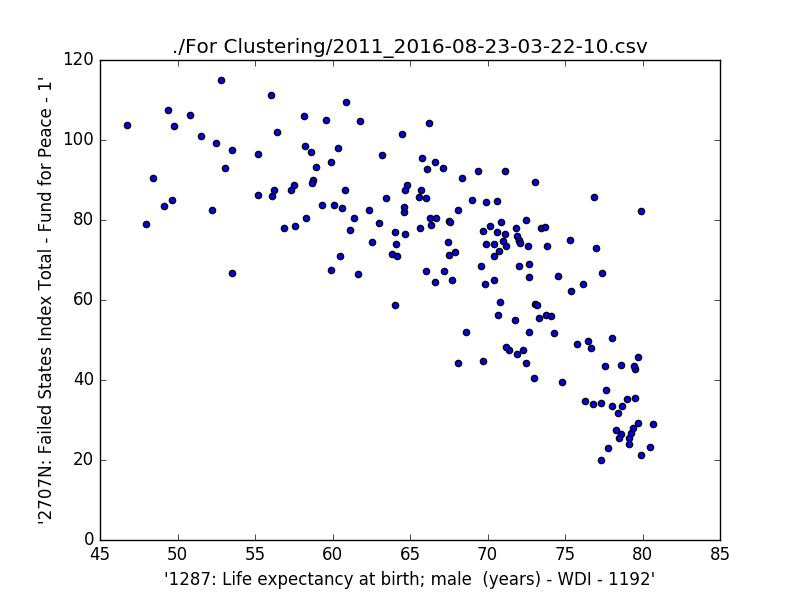 ./For Clustering/2011_2016-08-23-03-22-10.csv
120
100
80
60
40
20
0
'2707N: Failed States Index Total - Fund for Peace - 1'
45 50 55 60 65 70 75 80 85
'1287: Life expectancy at birth; male  (years) - WDI - 1192'